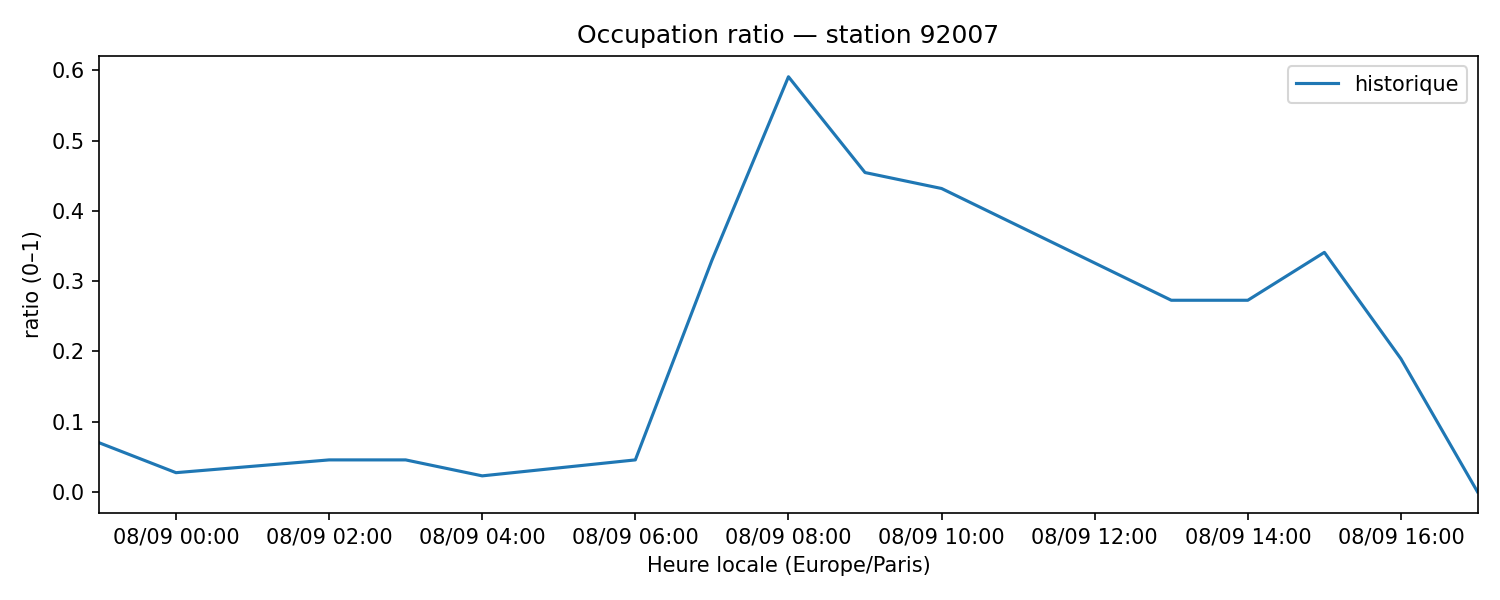 Occupation ratio — station 92007
historique
ratio (0–1)
0.6
0.5
0.4
0.3
0.2
0.1
0.0
08/09 00:00 08/09 02:00 08/09 04:00 08/09 06:00 08/09 08:00 08/09 10:00 08/09 12:00 08/09 14:00 08/09 16:00
Heure locale (Europe/Paris)